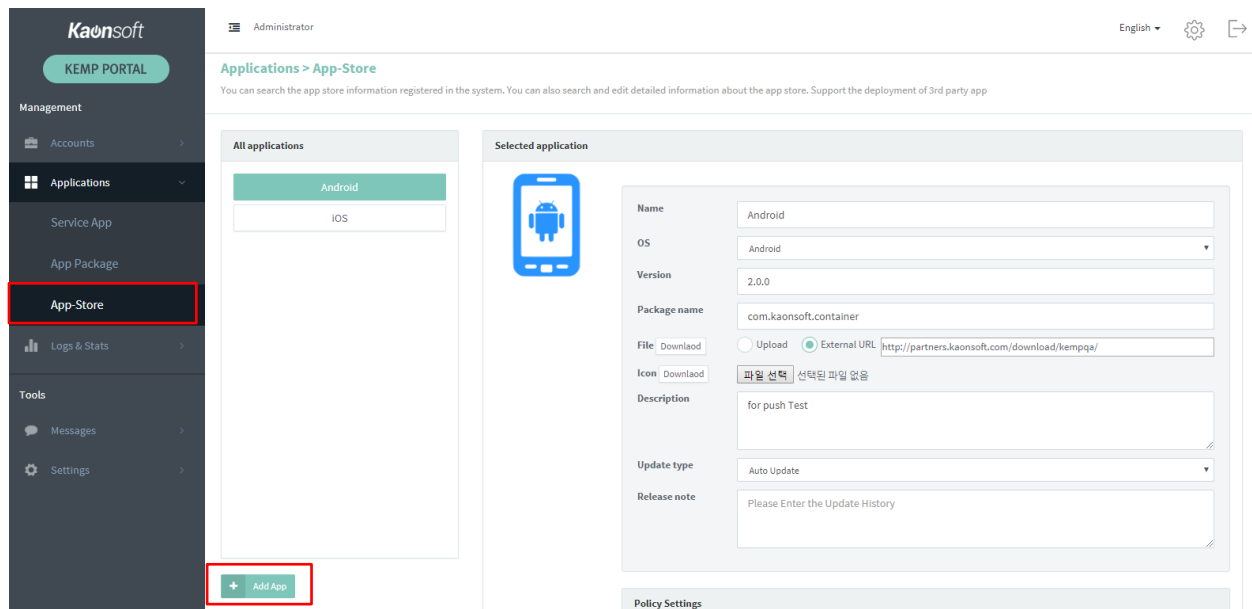 Kaonsoft
Administrator
English
KEMP PORTAL
Applications > App-Store
You can search the app store information registered in the system. You can also search and edit detailed information about the app store. Support the deployment of 3rd party app
Management
Accounts
Applications
Service App
App Package
App-Store
Logs & Stats
Tools
Messages
Settings
All applications
Android
iOS
+ Add App
Selected application
Name Android
OS Android
Version 2.0.0
Package name com.kaonsoft.container
File Downlaod Upload External URL http://partners.kaonsoft.com/download/kempqa/
Icon Downlaod 파일 선택 선택된 파일 없음
Description for push Test
Update type Auto Update
Release note Please Enter the Update History
Policy Settings